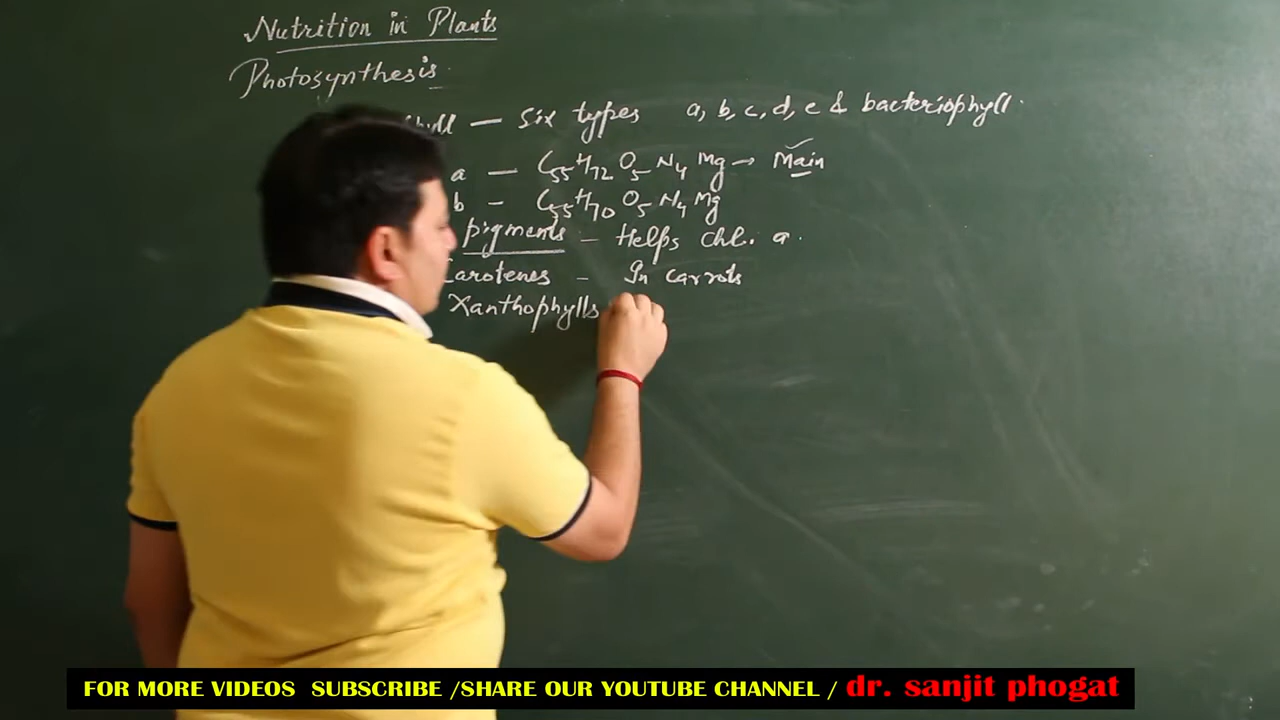 Nutrition in Plants
Photosynthesis
hyll — Six types a, b, c, d, e & bacteriophyll.
a — C55H72O5N4Mg → Main
b - C55H70O5N4Mg
pigments - Helps chl. a.
Carotenes - In carrots
Xanthophylls
FOR MORE VIDEOS SUBSCRIBE /SHARE OUR YOUTUBE CHANNEL / dr. sanjit phogat